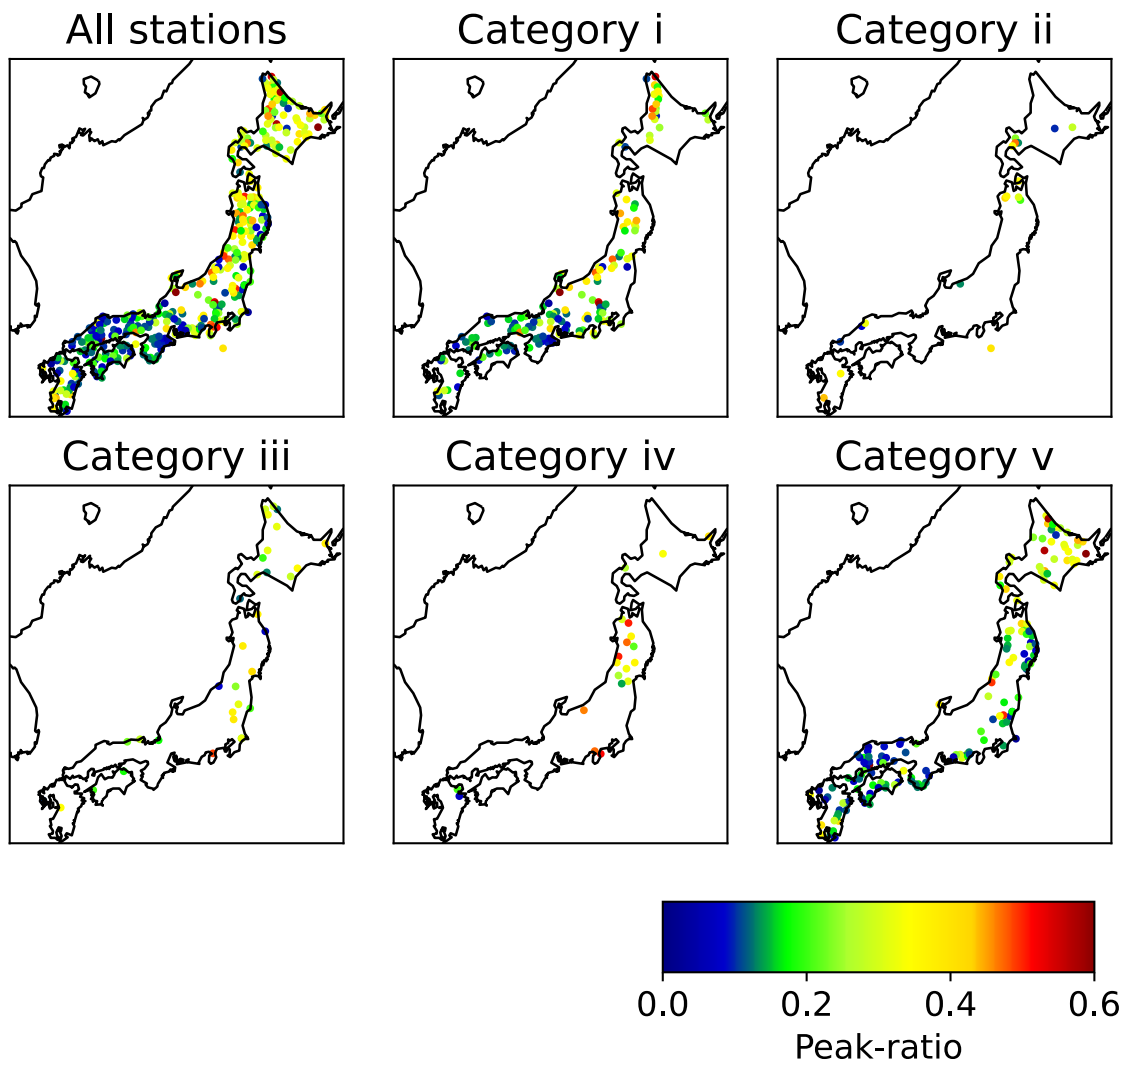 All stations
Category i
Category ii
Category iii
Category iv
Category v
0.0
0.2
0.4
0.6
Peak-ratio